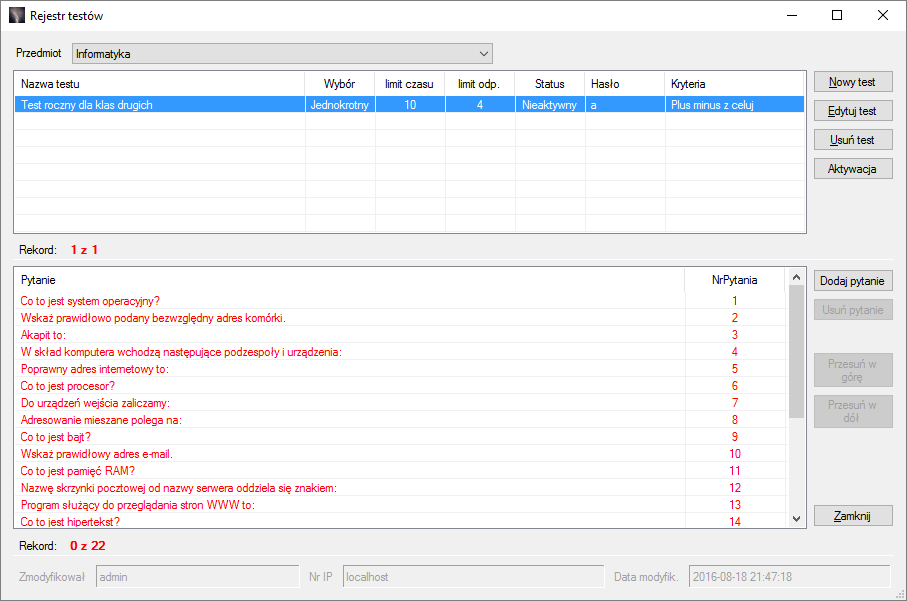 Rejestr testów
Przedmiot Informatyka
Nazwa testu Wybór limit czasu limit odp. Status Hasło Kryteria
Test roczny dla klas drugich Jednokrotny 10 4 Nieaktywny a Plus minus z celuj
Nowy test
Edytuj test
Usuń test
Aktywacja
Rekord: 1 z 1
Pytanie NrPytania
Co to jest system operacyjny? 1
Wskaż prawidłowo podany bezwzględny adres komórki. 2
Akapit to: 3
W skład komputera wchodzą następujące podzespoły i urządzenia: 4
Poprawny adres internetowy to: 5
Co to jest procesor? 6
Do urządzeń wejścia zaliczamy: 7
Adresowanie mieszane polega na: 8
Co to jest bajt? 9
Wskaż prawidłowy adres e-mail. 10
Co to jest pamięć RAM? 11
Nazwę skrzynki pocztowej od nazwy serwera oddziela się znakiem: 12
Program służący do przeglądania stron WWW to: 13
Co to jest hipertekst? 14
Dodaj pytanie
Usuń pytanie
Przesuń w
górę
Przesuń w
dół
Zamknij
Rekord: 0 z 22
Zmodyfikował admin Nr IP localhost Data modyfik. 2016-08-18 21:47:18